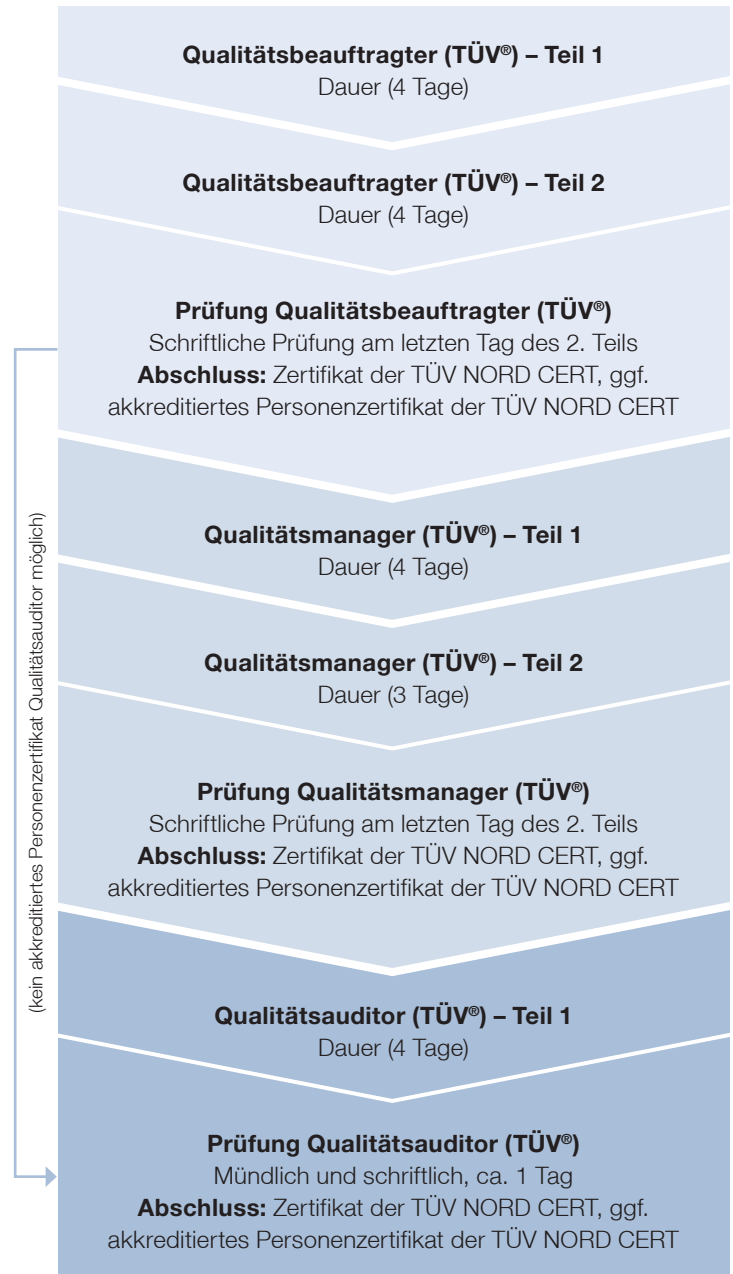 Qualitätsbeauftragter (TÜV®) – Teil 1
Dauer (4 Tage)
Qualitätsbeauftragter (TÜV®) – Teil 2
Dauer (4 Tage)
Prüfung Qualitätsbeauftragter (TÜV®)
Schriftliche Prüfung am letzten Tag des 2. Teils
Abschluss: Zertifikat der TÜV NORD CERT, ggf.
akkreditiertes Personenzertifikat der TÜV NORD CERT
(kein akkreditiertes Personenzertifikat Qualitätsauditor möglich)
Qualitätsmanager (TÜV®) – Teil 1
Dauer (4 Tage)
Qualitätsmanager (TÜV®) – Teil 2
Dauer (3 Tage)
Prüfung Qualitätsmanager (TÜV®)
Schriftliche Prüfung am letzten Tag des 2. Teils
Abschluss: Zertifikat der TÜV NORD CERT, ggf.
akkreditiertes Personenzertifikat der TÜV NORD CERT
Qualitätsauditor (TÜV®) – Teil 1
Dauer (4 Tage)
Prüfung Qualitätsauditor (TÜV®)
Mündlich und schriftlich, ca. 1 Tag
Abschluss: Zertifikat der TÜV NORD CERT, ggf.
akkreditiertes Personenzertifikat der TÜV NORD CERT